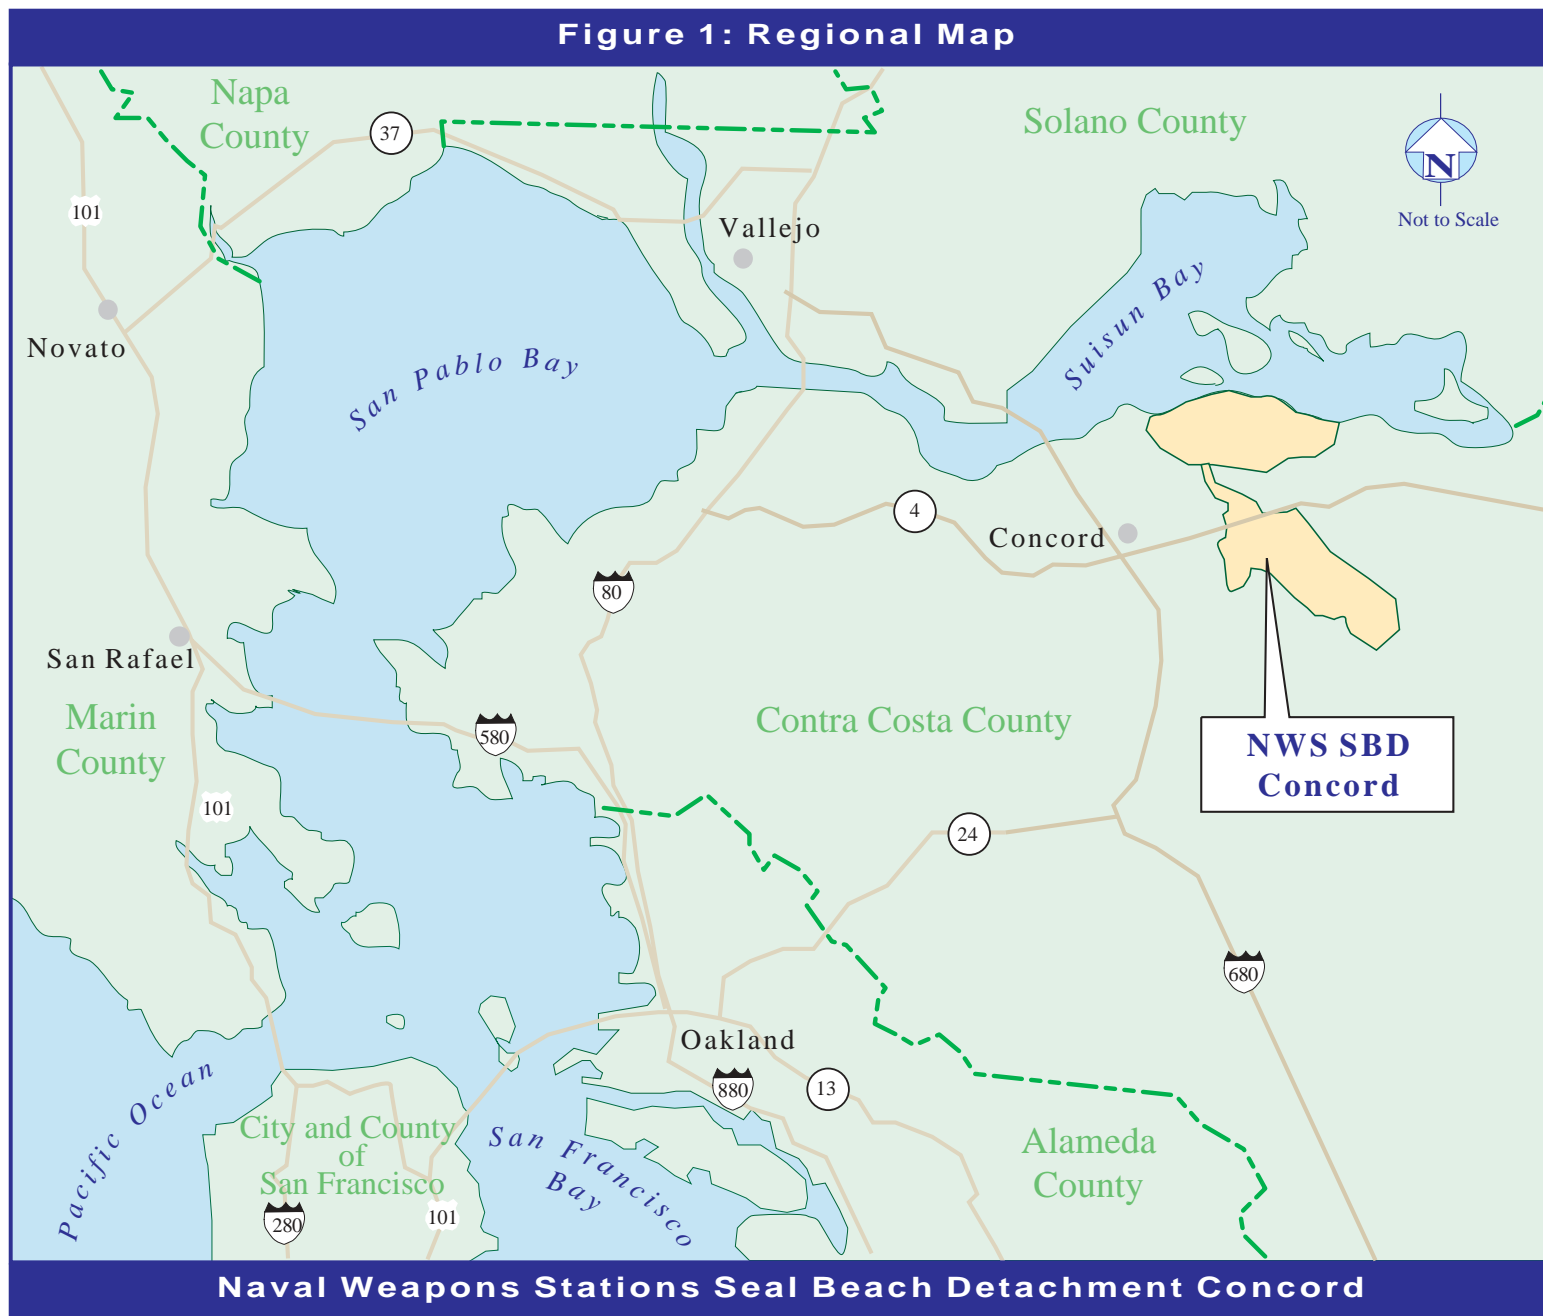 Figure 1: Regional Map
Napa
County
37
Solano County
N
Not to Scale
101
Vallejo
Novato
San Pablo Bay
Suisun Bay
4
Concord
80
San Rafael
Marin
County
580
Contra Costa County
NWS SBD
Concord
101
24
680
Oakland
880
13
Pacific Ocean
City and County
of
San Francisco
San Francisco
Bay
Alameda
County
280
101
Naval Weapons Stations Seal Beach Detachment Concord